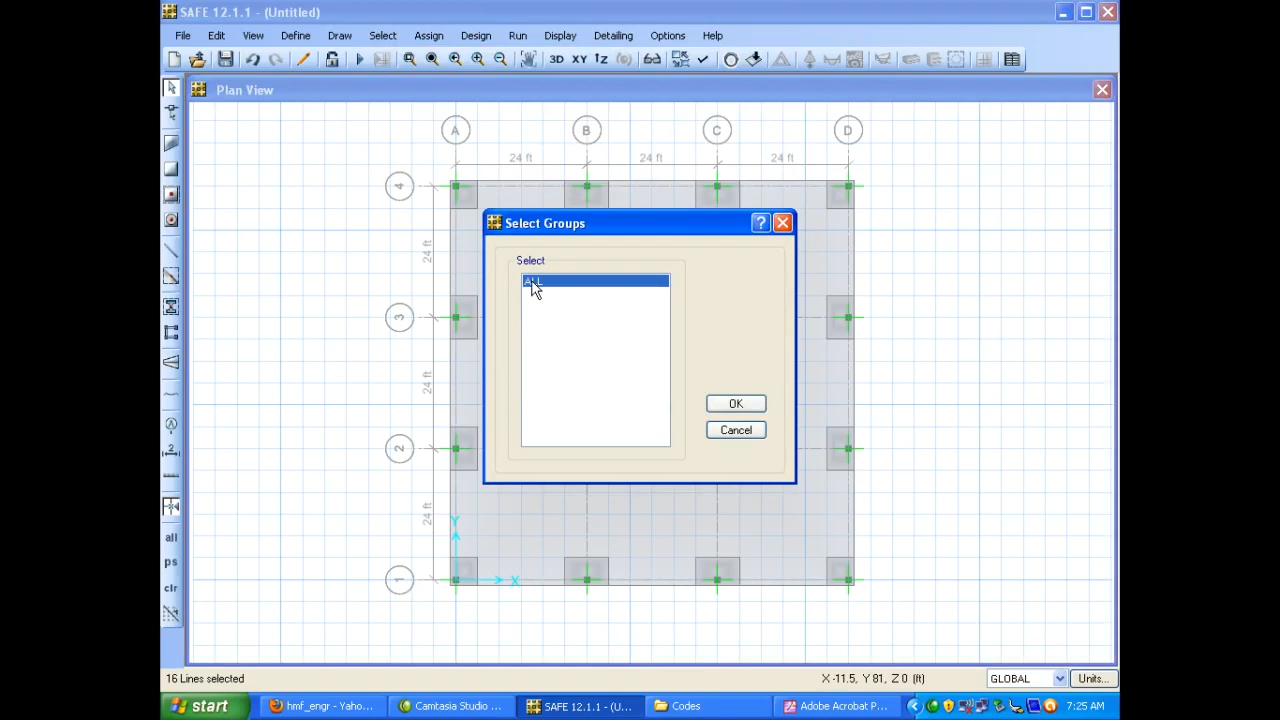 SAFE 12.1.1 - (Untitled)
File Edit View Define Draw Select Assign Design Run Display Detailing Options Help
3D XY
Plan View
A B C D
24 ft 24 ft 24 ft
4
24 ft
3
24 ft
2
24 ft
1
Y
X
Select Groups
Select
ALL
OK
Cancel
all
ps
clr
16 Lines selected
X -11.5, Y 81, Z 0 (ft)
GLOBAL
Units...
start
hmf_engr - Yaho...
Camtasia Studio ...
SAFE 12.1.1 - (U...
Codes
Adobe Acrobat P...
7:25 AM